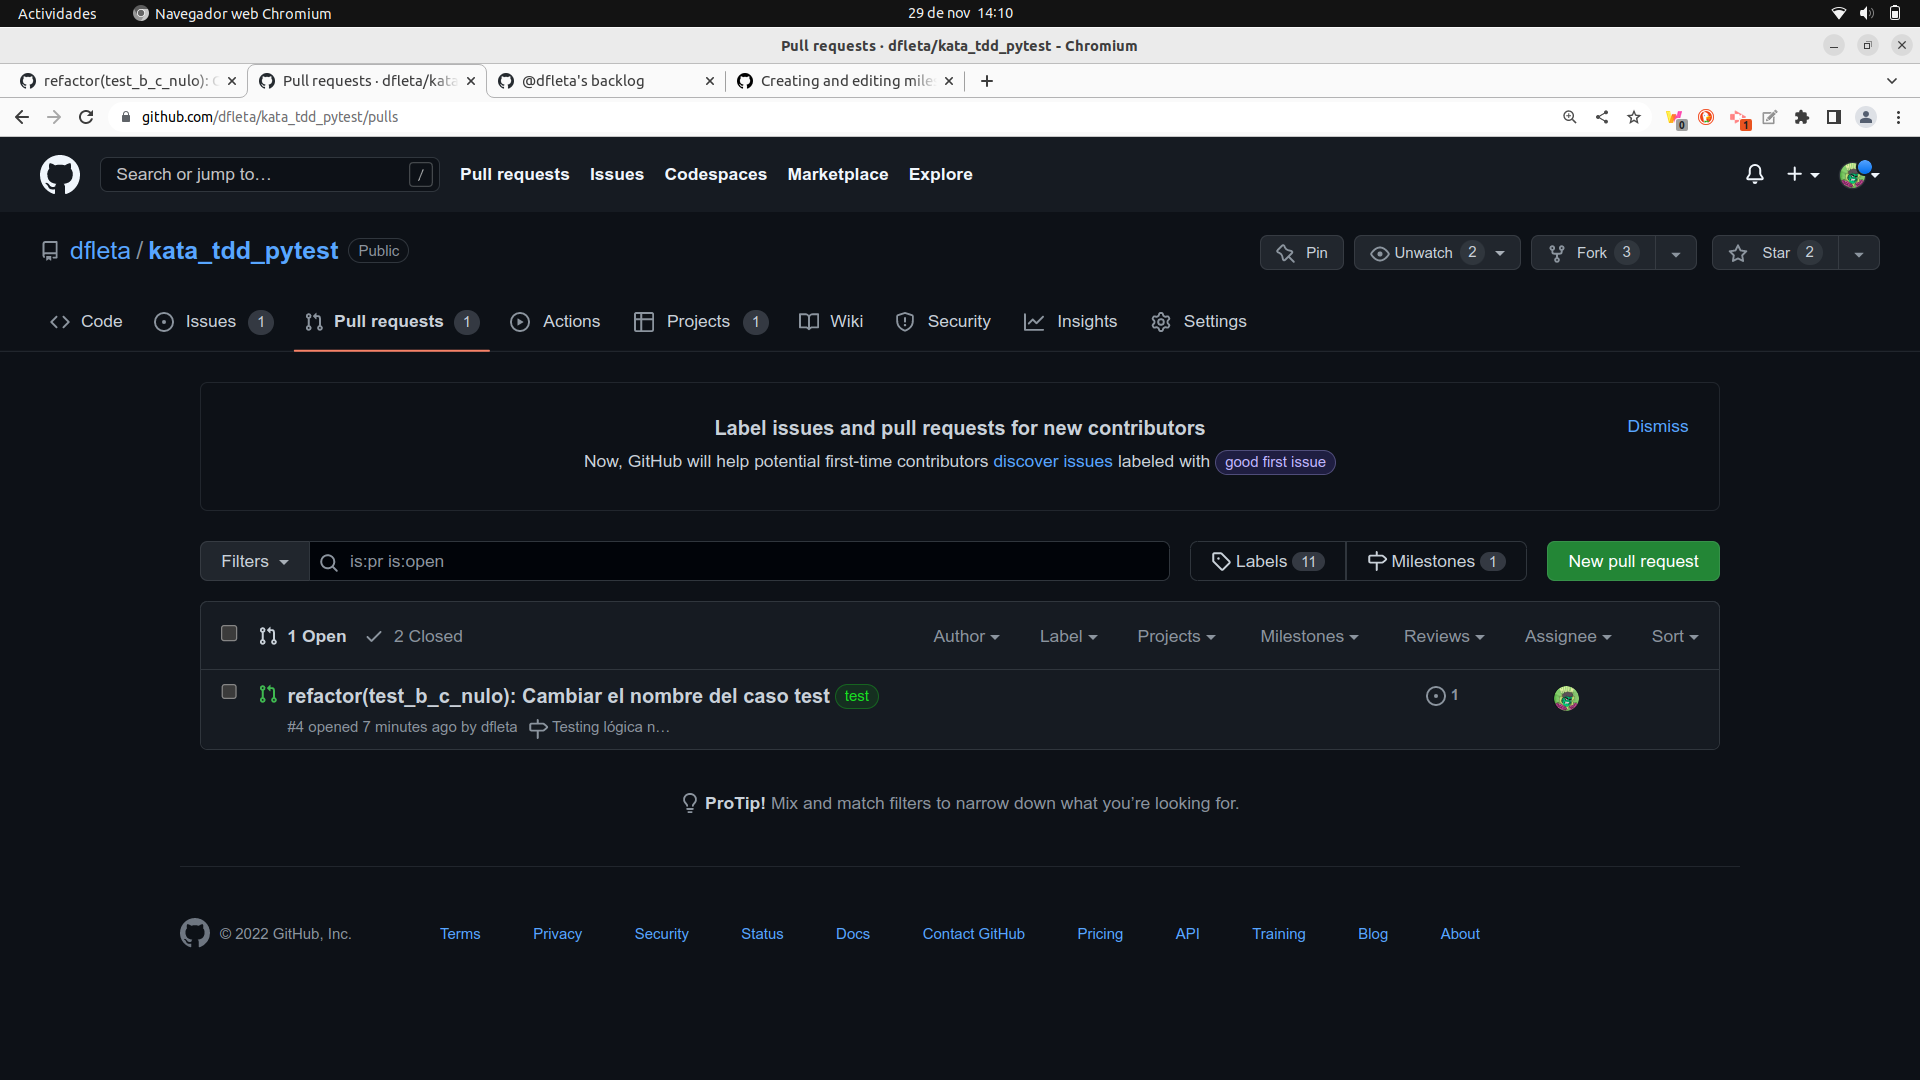 Actividades
Navegador web Chromium
29 de nov 14:10
Pull requests · dfleta/kata_tdd_pytest - Chromium
refactor(test_b_c_nulo):
Pull requests · dfleta/kata
@dfleta's backlog
Creating and editing mile
github.com/dfleta/kata_tdd_pytest/pulls
0
1
Search or jump to…
/
Pull requests
Issues
Codespaces
Marketplace
Explore
dfleta / kata_tdd_pytest
Public
Pin
Unwatch 2
Fork 3
Star 2
Code
Issues 1
Pull requests 1
Actions
Projects 1
Wiki
Security
Insights
Settings
Label issues and pull requests for new contributors
Dismiss
Now, GitHub will help potential first-time contributors discover issues labeled with good first issue
Filters
is:pr is:open
Labels 11
Milestones 1
New pull request
1 Open
2 Closed
Author
Label
Projects
Milestones
Reviews
Assignee
Sort
refactor(test_b_c_nulo): Cambiar el nombre del caso test
test
1
#4 opened 7 minutes ago by dfleta
Testing lógica n…
ProTip! Mix and match filters to narrow down what you’re looking for.
© 2022 GitHub, Inc.
Terms
Privacy
Security
Status
Docs
Contact GitHub
Pricing
API
Training
Blog
About